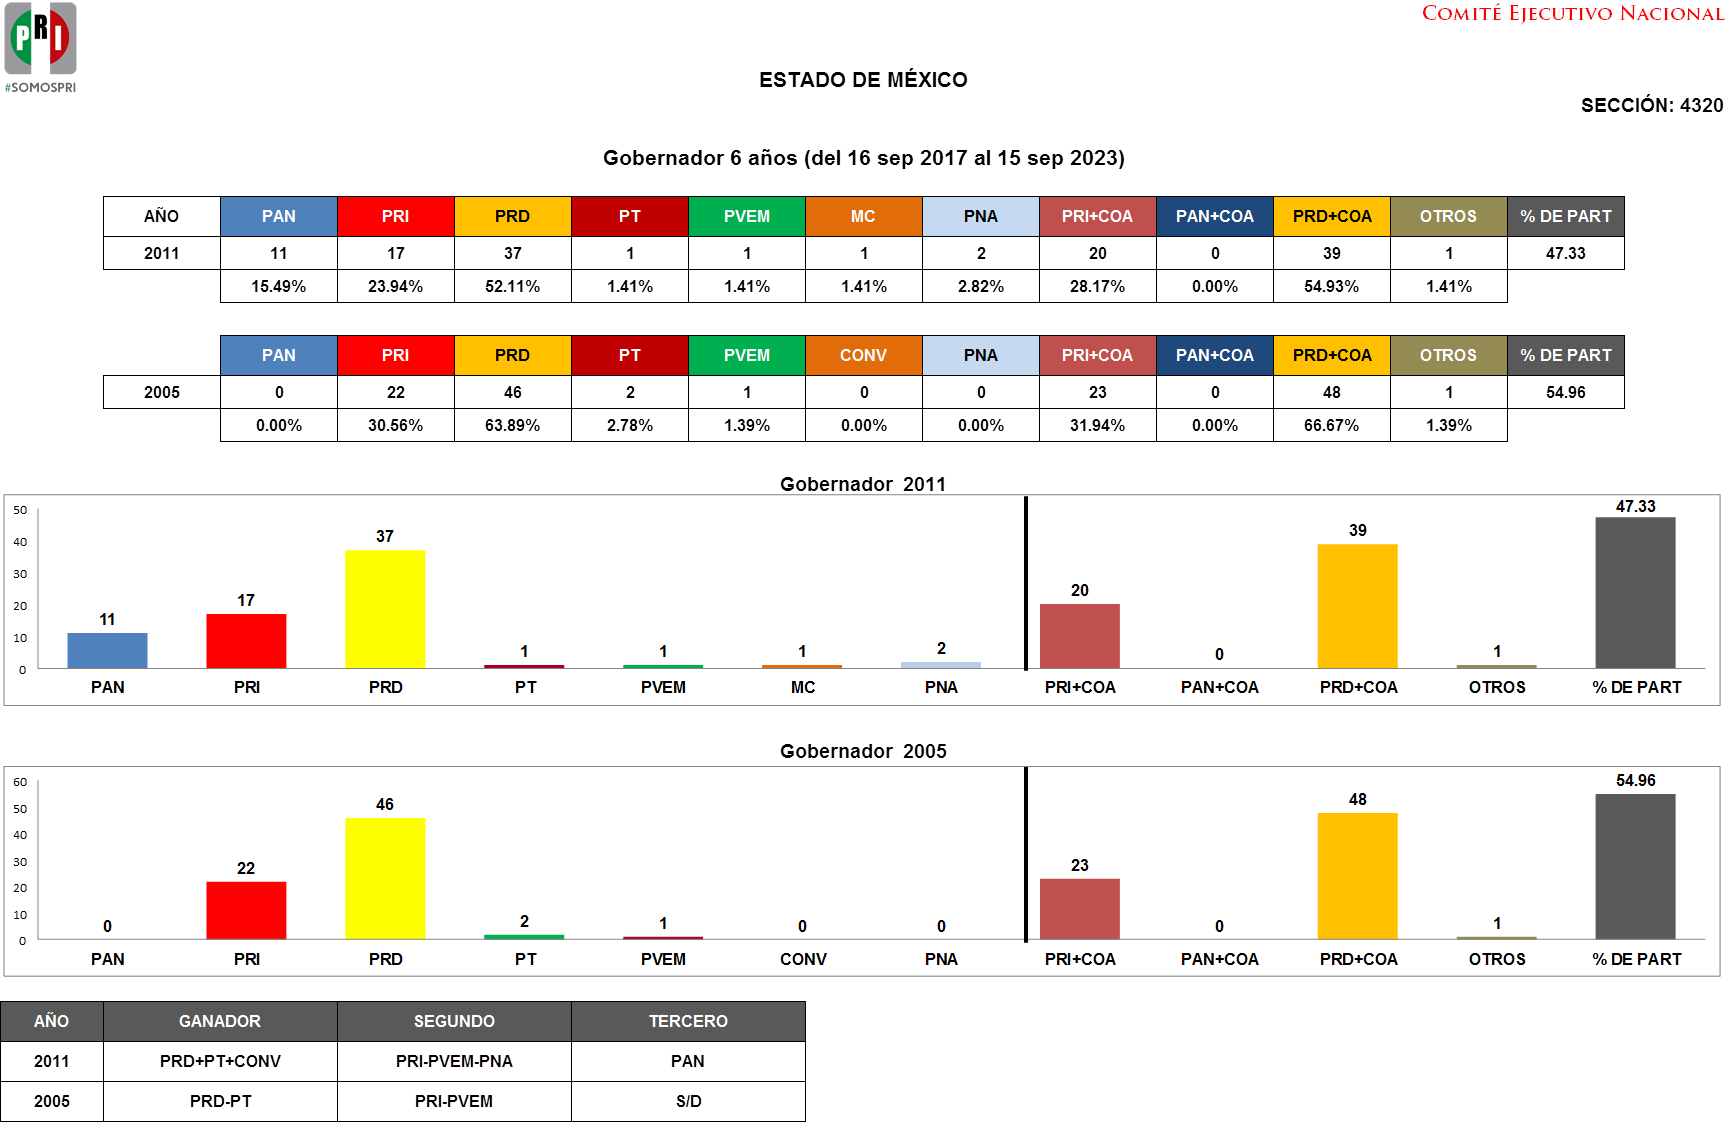 PRI
#SOMOSPRI
COMITÉ EJECUTIVO NACIONAL
ESTADO DE MÉXICO
SECCIÓN: 4320
Gobernador 6 años (del 16 sep 2017 al 15 sep 2023)
AÑO PAN PRI PRD PT PVEM MC PNA PRI+COA PAN+COA PRD+COA OTROS % DE PART
2011 11 17 37 1 1 1 2 20 0 39 1 47.33
15.49% 23.94% 52.11% 1.41% 1.41% 1.41% 2.82% 28.17% 0.00% 54.93% 1.41%
PAN PRI PRD PT PVEM CONV PNA PRI+COA PAN+COA PRD+COA OTROS % DE PART
2005 0 22 46 2 1 0 0 23 0 48 1 54.96
0.00% 30.56% 63.89% 2.78% 1.39% 0.00% 0.00% 31.94% 0.00% 66.67% 1.39%
Gobernador 2011
50
40
30
20
10
0
11 17 37 1 1 1 2 20 0 39 1 47.33
PAN PRI PRD PT PVEM MC PNA PRI+COA PAN+COA PRD+COA OTROS % DE PART
Gobernador 2005
60
50
40
30
20
10
0
0 22 46 2 1 0 0 23 0 48 1 54.96
PAN PRI PRD PT PVEM CONV PNA PRI+COA PAN+COA PRD+COA OTROS % DE PART
AÑO GANADOR SEGUNDO TERCERO
2011 PRD+PT+CONV PRI-PVEM-PNA PAN
2005 PRD-PT PRI-PVEM S/D